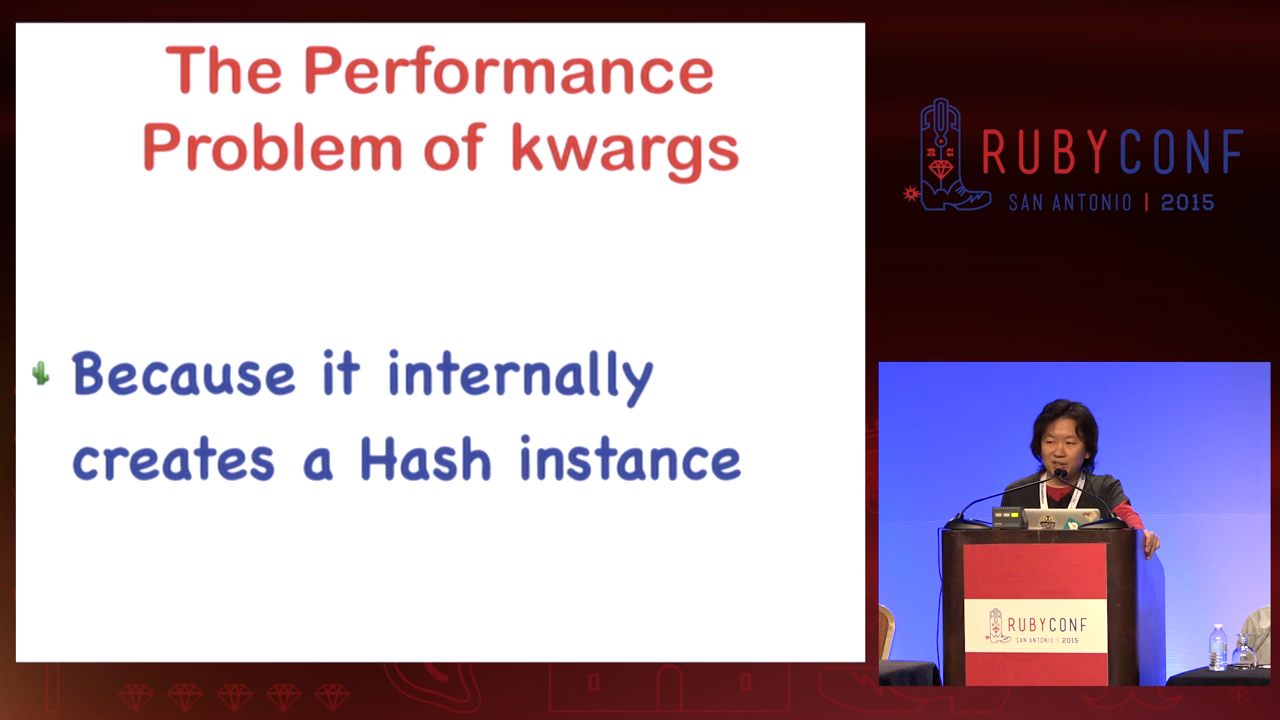 The Performance
Problem of kwargs
Because it internally
creates a Hash instance
RUBYCONF
SAN ANTONIO | 2015
RUBYCONF
SAN ANTONIO | 2015